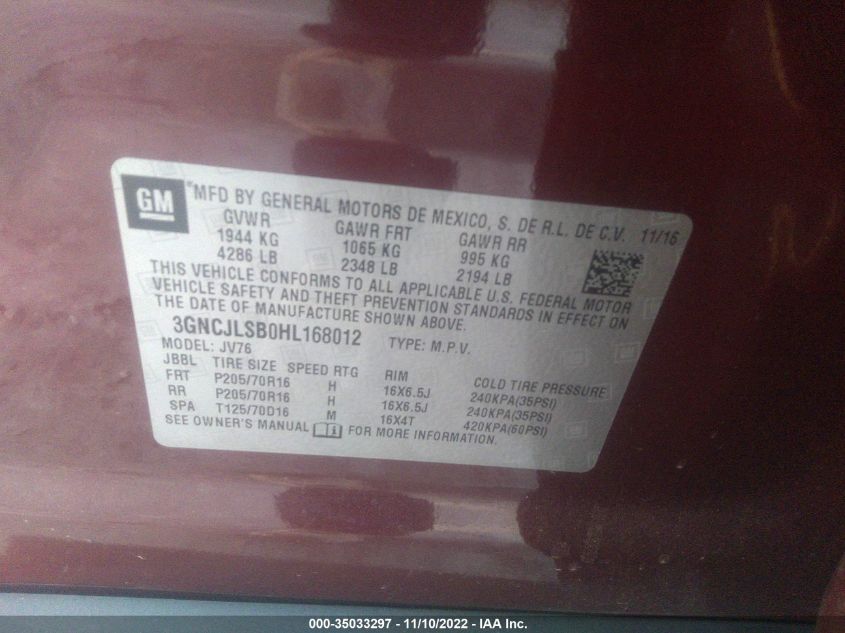 GM
MFD BY GENERAL MOTORS DE MEXICO, S. DE R.L. DE C.V. 11/16
GVWR GAWR FRT GAWR RR
1944 KG 1065 KG 995 KG
4286 LB 2348 LB 2194 LB
THIS VEHICLE CONFORMS TO ALL APPLICABLE U.S. FEDERAL MOTOR
VEHICLE SAFETY AND THEFT PREVENTION STANDARDS IN EFFECT ON
THE DATE OF MANUFACTURE SHOWN ABOVE.
3GNCJLSB0HL168012 TYPE: M.P.V.
MODEL: JV76
JBBL TIRE SIZE SPEED RTG RIM COLD TIRE PRESSURE
FRT P205/70R16 H 16X6.5J 240KPA(35PSI)
RR P205/70R16 H 16X6.5J 240KPA(35PSI)
SPA T125/70D16 M 16X4T 420KPA(60PSI)
SEE OWNER'S MANUAL FOR MORE INFORMATION.
000-35033297 - 11/10/2022 - IAA Inc.